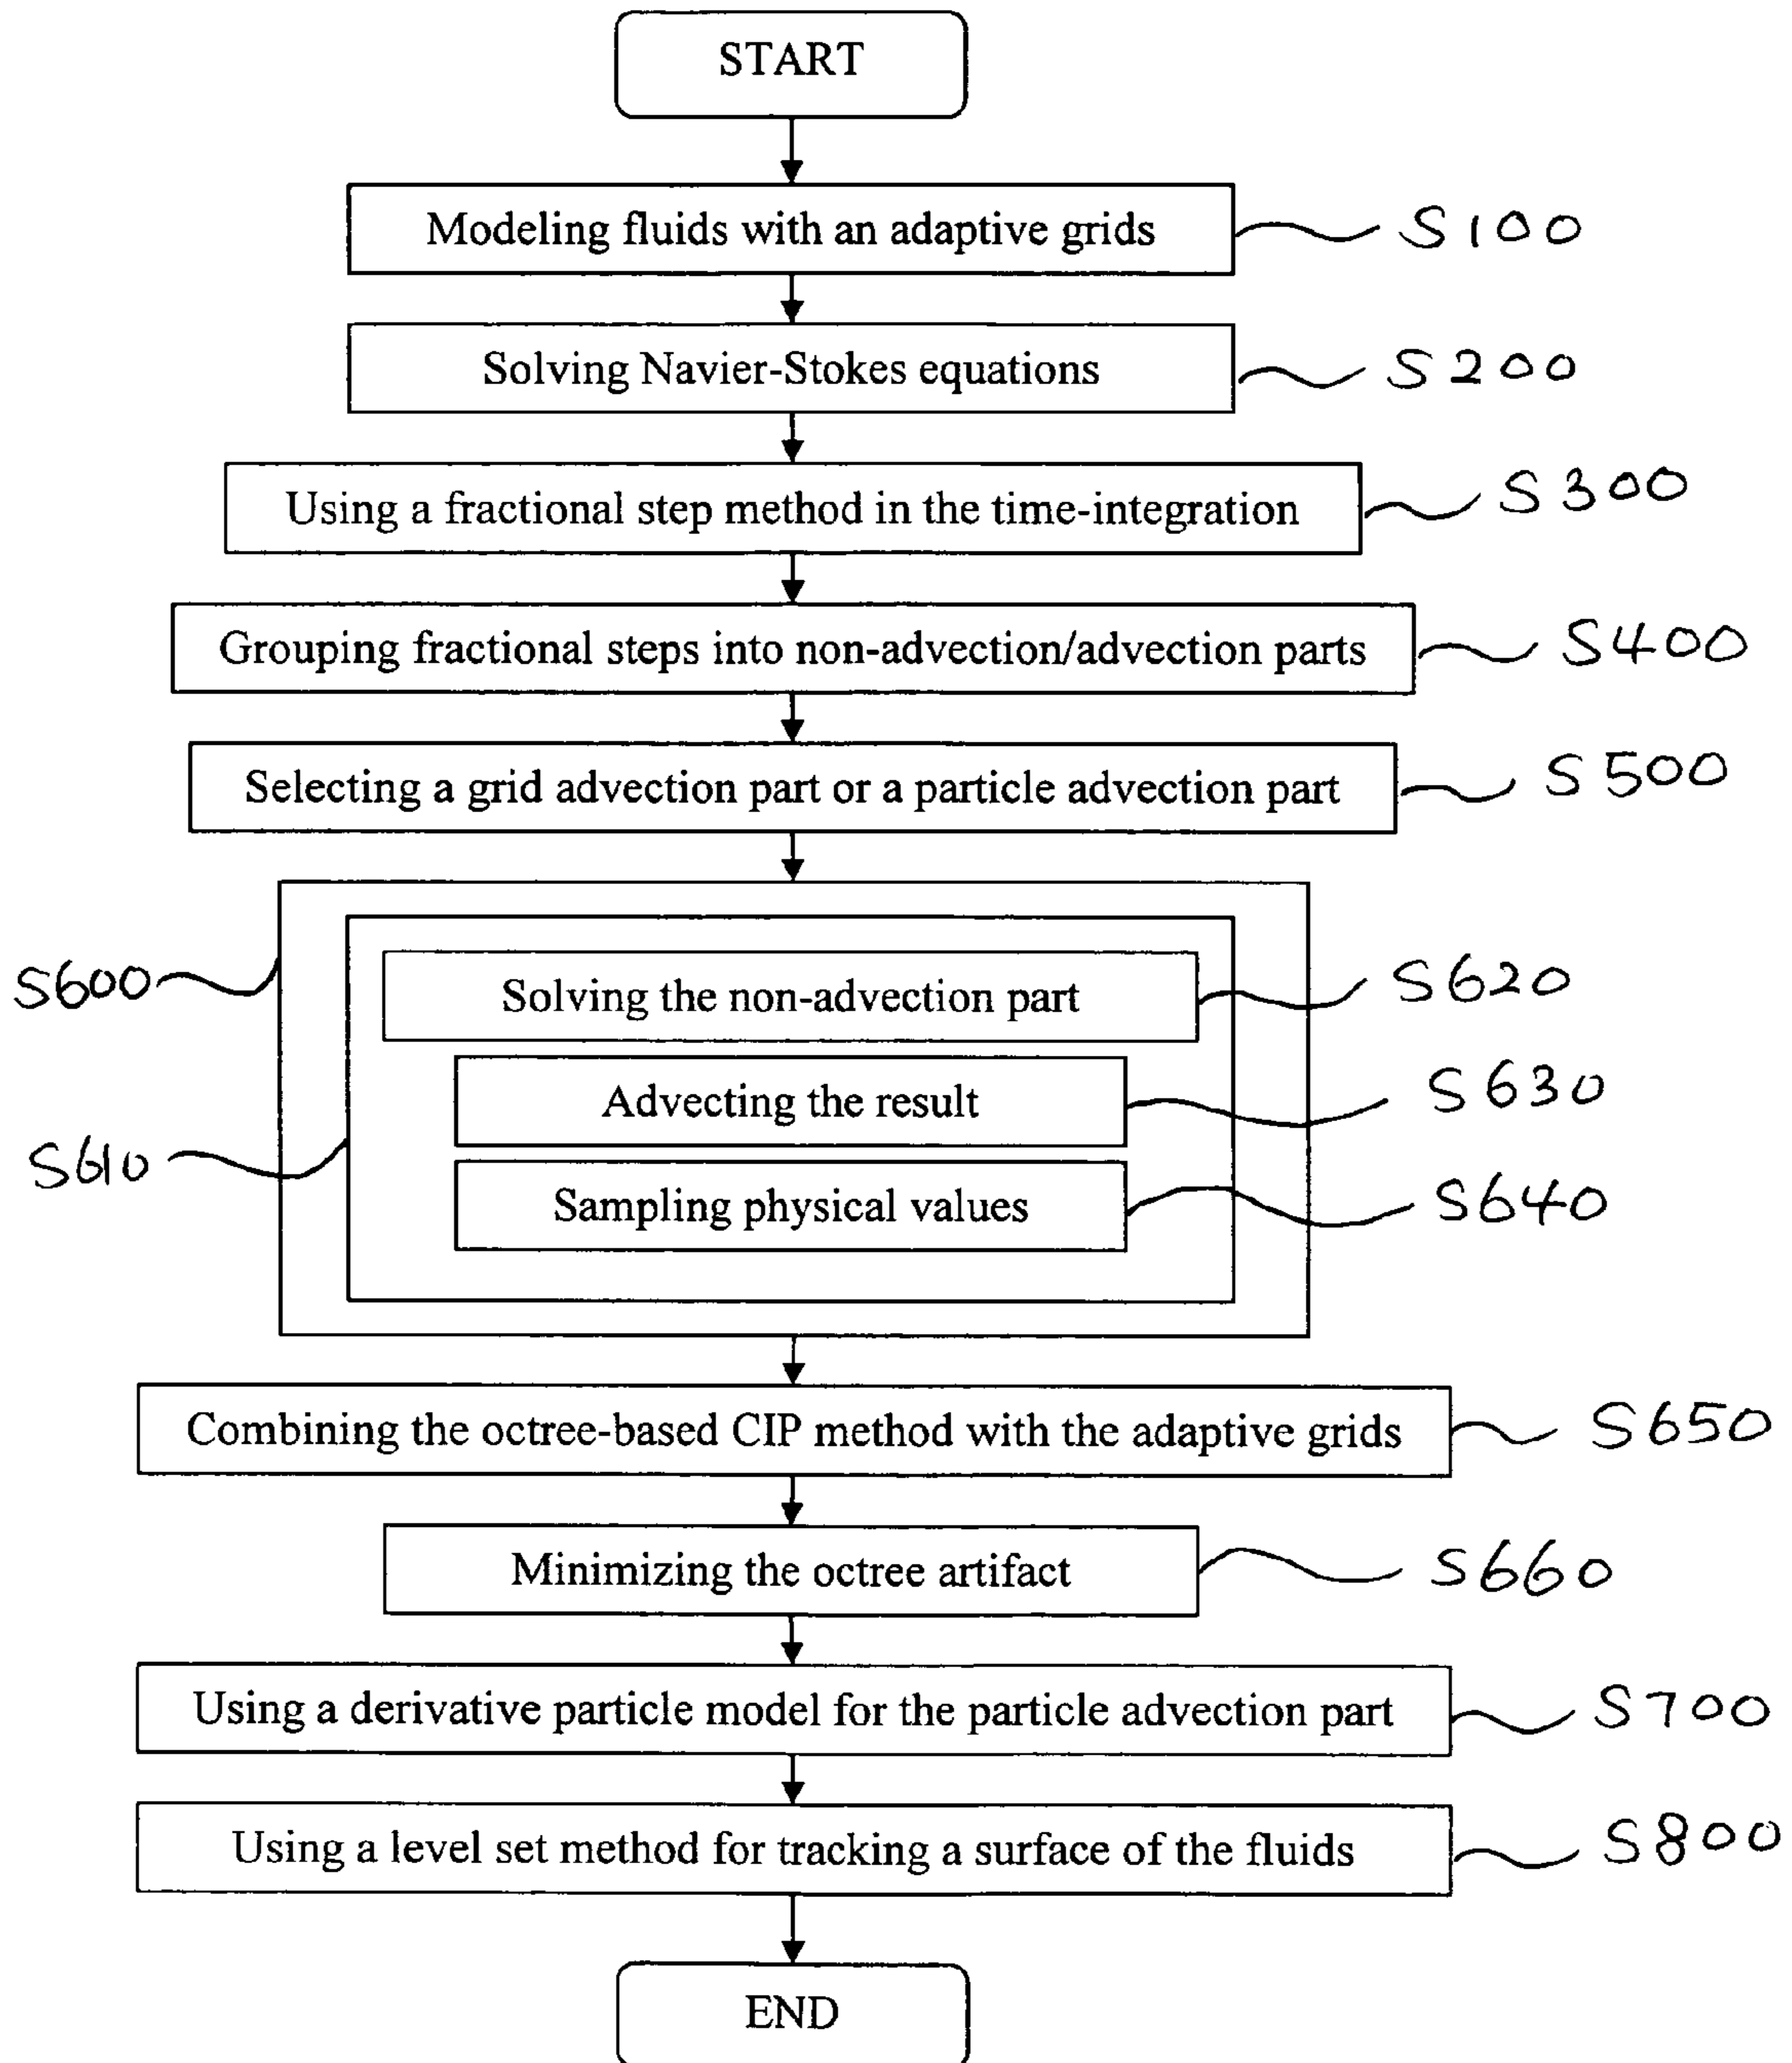 START
Modeling fluids with an adaptive grids
S100
Solving Navier-Stokes equations
S200
Using a fractional step method in the time-integration
S300
Grouping fractional steps into non-advection/advection parts
S400
Selecting a grid advection part or a particle advection part
S500
S600
Solving the non-advection part
S620
Advecting the result
S630
S610
Sampling physical values
S640
Combining the octree-based CIP method with the adaptive grids
S650
Minimizing the octree artifact
S660
Using a derivative particle model for the particle advection part
S700
Using a level set method for tracking a surface of the fluids
S800
END